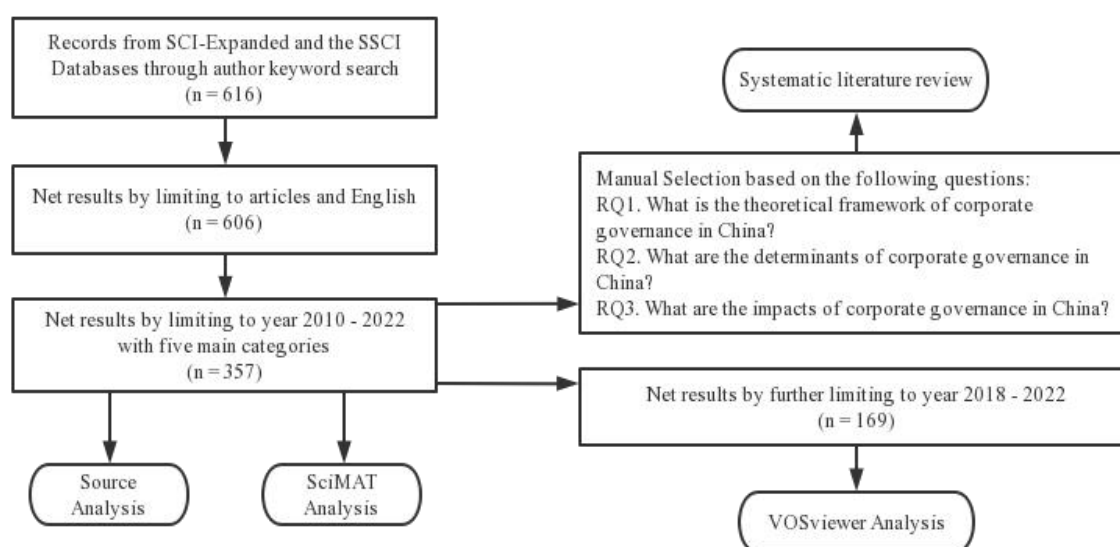 Records from SCI-Expanded and the SSCI
Databases through author keyword search
(n = 616)
Net results by limiting to articles and English
(n = 606)
Net results by limiting to year 2010 - 2022
with five main categories
(n = 357)
Source
Analysis
SciMAT
Analysis
Systematic literature review
Manual Selection based on the following questions:
RQ1. What is the theoretical framework of corporate
governance in China?
RQ2. What are the determinants of corporate governance in
China?
RQ3. What are the impacts of corporate governance in China?
Net results by further limiting to year 2018 - 2022
(n = 169)
VOSviewer Analysis